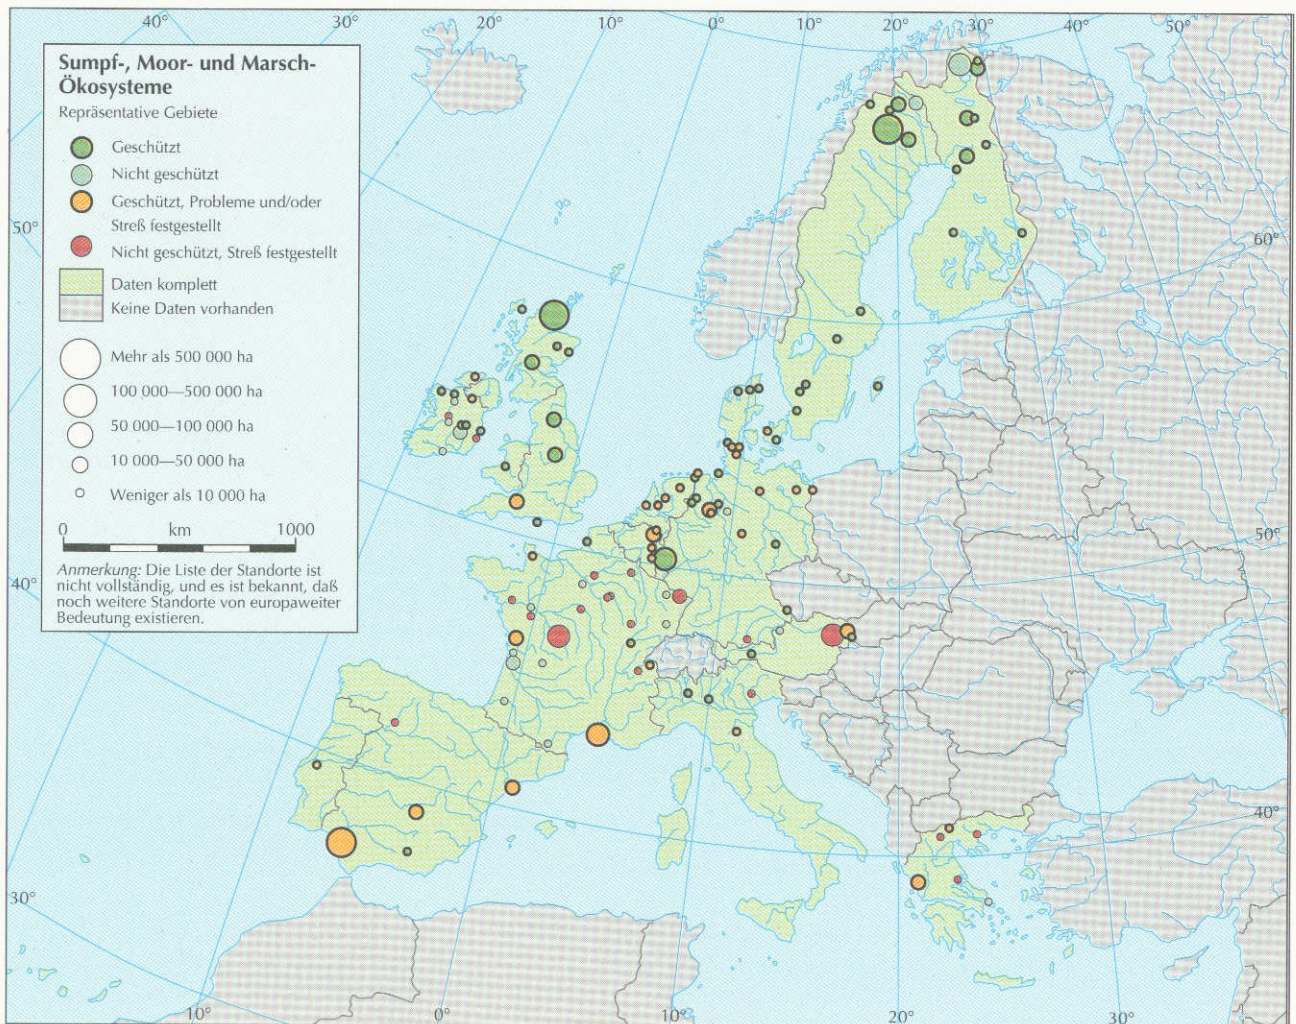 40°
30°
20°
10°
0°
10°
20°
30°
40°
50°
Sumpf-, Moor- und Marsch-
Ökosysteme
Repräsentative Gebiete
Geschützt
Nicht geschützt
Geschützt, Probleme und/oder
Streß festgestellt
Nicht geschützt, Streß festgestellt
Daten komplett
Keine Daten vorhanden
Mehr als 500 000 ha
100 000—500 000 ha
50 000—100 000 ha
10 000—50 000 ha
Weniger als 10 000 ha
0 km 1000
Anmerkung: Die Liste der Standorte ist
nicht vollständig, und es ist bekannt, daß
noch weitere Standorte von europaweiter
Bedeutung existieren.
50°
60°
50°
40°
40°
30°
10°
0°
10°
20°
30°